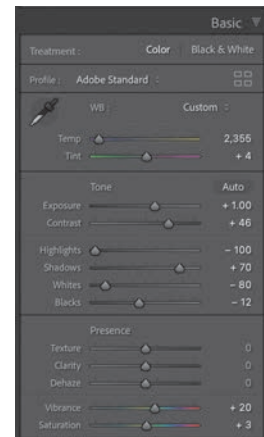 Basic
Treatment : Color Black & White
Profile : Adobe Standard
WB : Custom
Temp 2,355
Tint + 4
Tone Auto
Exposure + 1.00
Contrast + 46
Highlights – 100
Shadows + 70
Whites – 80
Blacks – 12
Presence
Texture 0
Clarity 0
Dehaze 0
Vibrance + 20
Saturation + 3